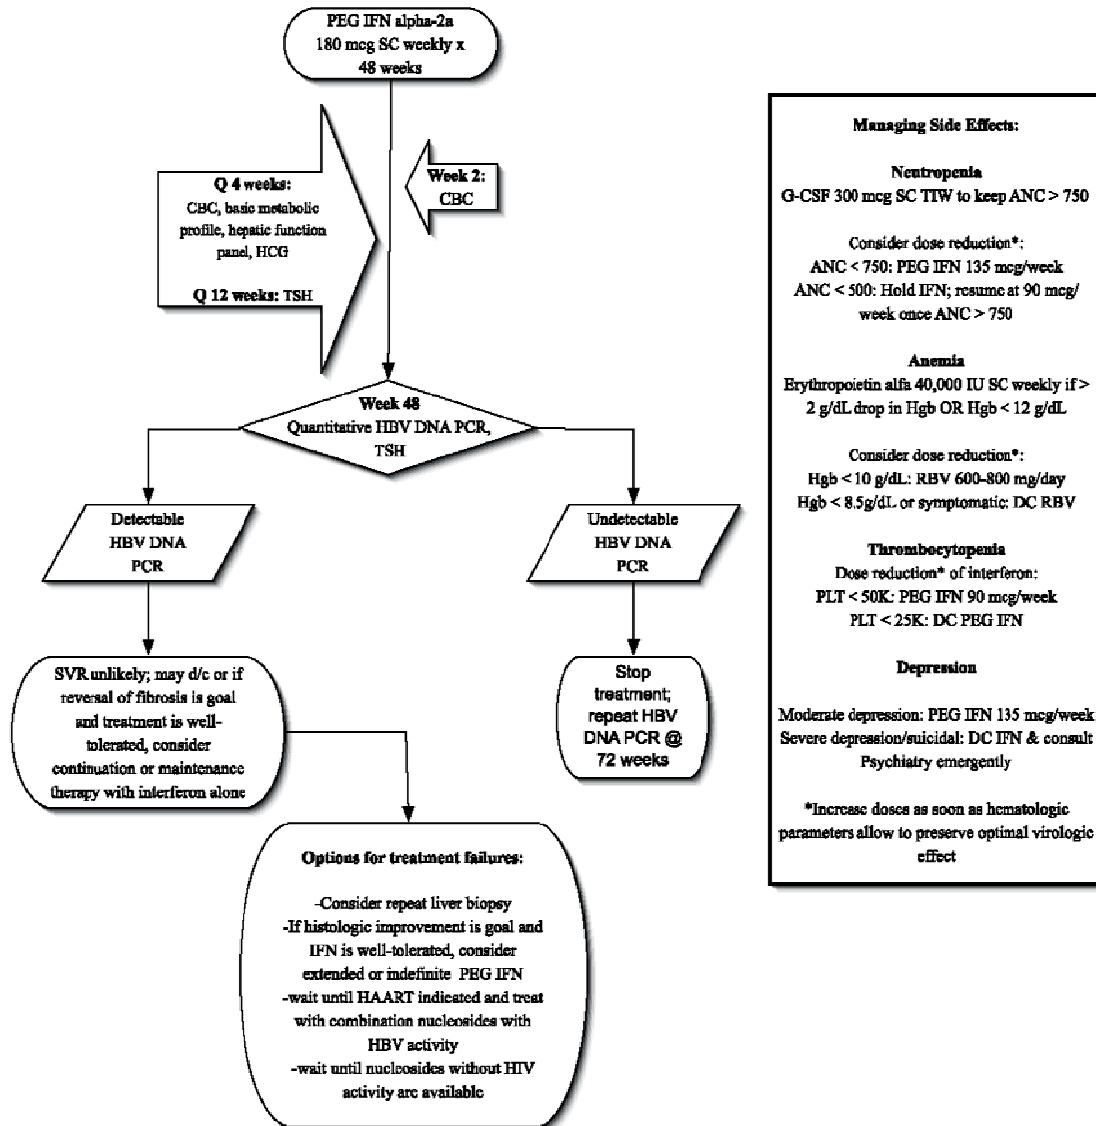 PEG IFN alpha-2a
180 mcg SC weekly x
48 weeks
Q 4 weeks:
CBC, basic metabolic
profile, hepatic function
panel, HCG
Q 12 weeks: TSH
Week 2:
CBC
Week 48
Quantitative HBV DNA PCR,
TSH
Detectable
HBV DNA
PCR
Undetectable
HBV DNA
PCR
SVR unlikely; may d/c or if
reversal of fibrosis is goal
and treatment is well-
tolerated, consider
continuation or maintenance
therapy with interferon alone
Stop
treatment;
repeat HBV
DNA PCR @
72 weeks
Options for treatment failures:
-Consider repeat liver biopsy
-If histologic improvement is goal and
IFN is well-tolerated, consider
extended or indefinite PEG IFN
-wait until HAART indicated and treat
with combination nucleosides with
HBV activity
-wait until nucleosides without HIV
activity are available
Managing Side Effects:
Neutropenia
G-CSF 300 mcg SC TIW to keep ANC > 750
Consider dose reduction*:
ANC < 750: PEG IFN 135 mcg/week
ANC < 500: Hold IFN; resume at 90 mcg/
week once ANC > 750
Anemia
Erythropoietin alfa 40,000 IU SC weekly if >
2 g/dL drop in Hgb OR Hgb < 12 g/dL
Consider dose reduction*:
Hgb < 10 g/dL: RBV 600-800 mg/day
Hgb < 8.5g/dL or symptomatic: DC RBV
Thrombocytopenia
Dose reduction* of interferon:
PLT < 50K: PEG IFN 90 mcg/week
PLT < 25K: DC PEG IFN
Depression
Moderate depression: PEG IFN 135 mcg/week
Severe depression/suicidal: DC IFN & consult
Psychiatry emergently
*Increase doses as soon as hematologic
parameters allow to preserve optimal virologic
effect